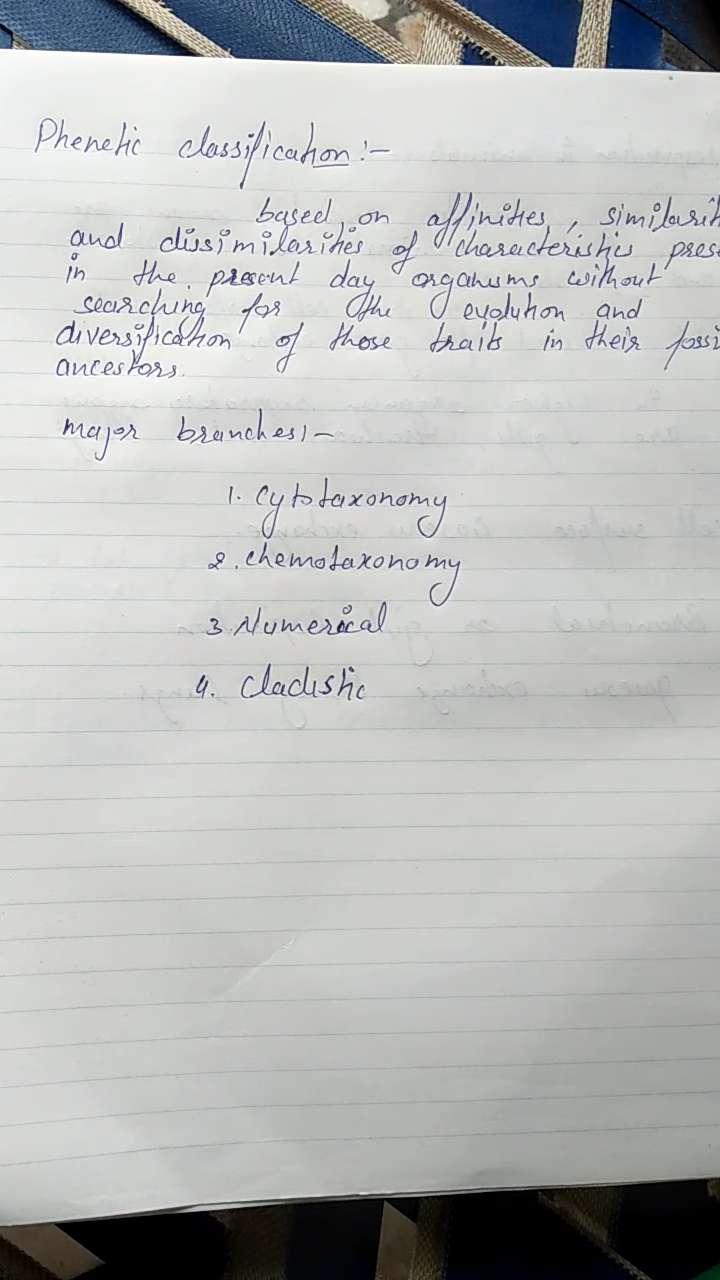 Phenetic classification :-
based on affinities, similarit
and dissimilarities of characteristics prese
in the present day organisms without
searching for the evolution and
diversification of those traits in their fossi
ancestors.
major branches :-
1. Cytotaxonomy
2. chemotaxonomy
3. Numerical
4. Cladistic